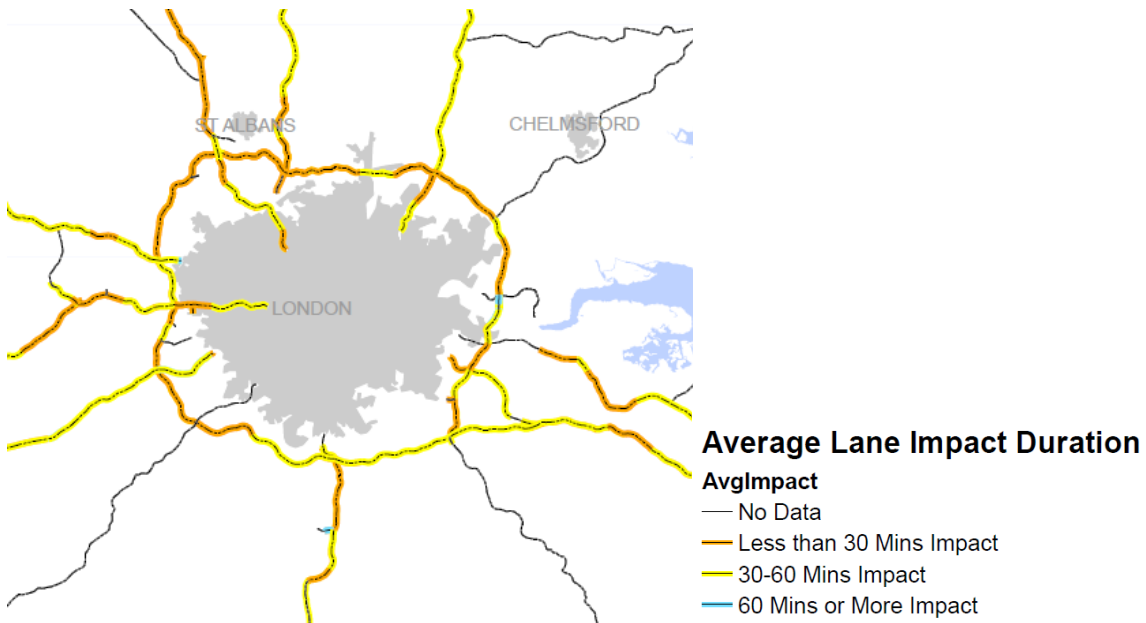 ST ALBANS
CHELMSFORD
LONDON
Average Lane Impact Duration
AvgImpact
No Data
Less than 30 Mins Impact
30-60 Mins Impact
60 Mins or More Impact